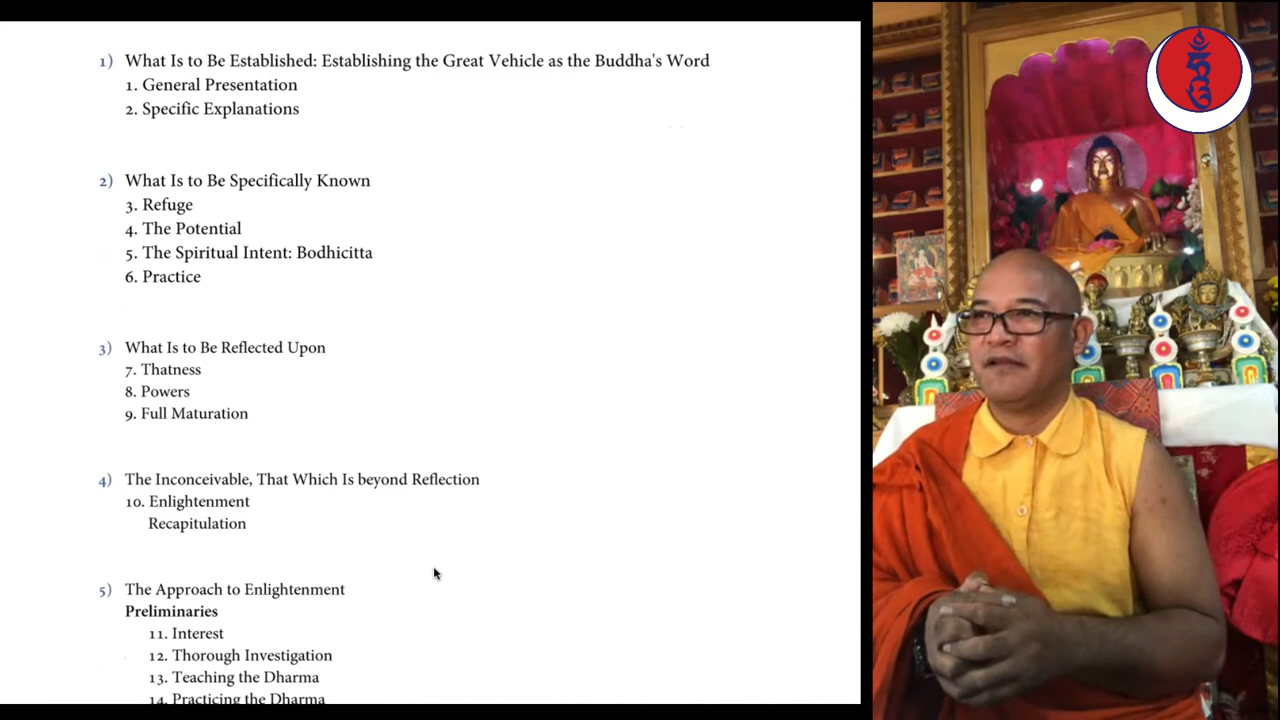 1) What Is to Be Established: Establishing the Great Vehicle as the Buddha's Word
1. General Presentation
2. Specific Explanations
2) What Is to Be Specifically Known
3. Refuge
4. The Potential
5. The Spiritual Intent: Bodhicitta
6. Practice
3) What Is to Be Reflected Upon
7. Thatness
8. Powers
9. Full Maturation
4) The Inconceivable, That Which Is beyond Reflection
10. Enlightenment
Recapitulation
5) The Approach to Enlightenment
Preliminaries
11. Interest
12. Thorough Investigation
13. Teaching the Dharma
14. Practicing the Dharma